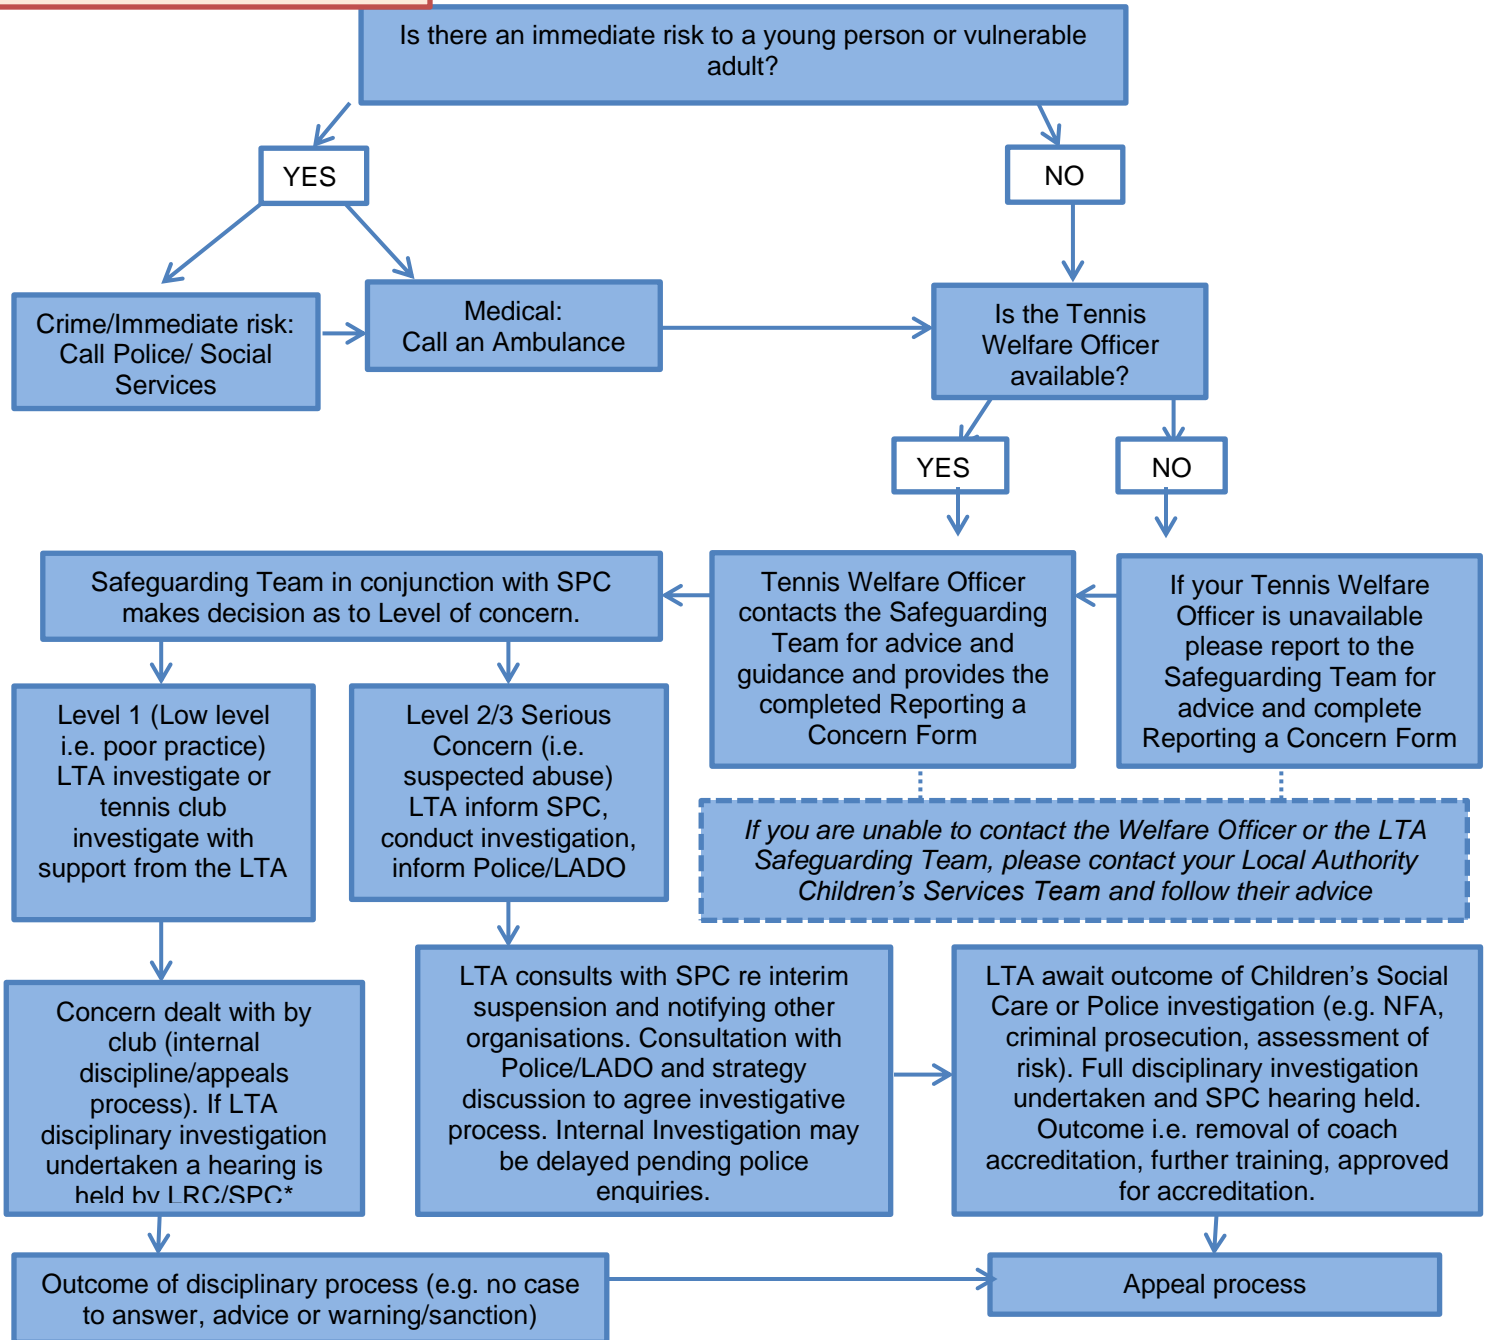 Is there an immediate risk to a young person or vulnerable
adult?
YES
NO
Crime/Immediate risk:
Call Police/ Social
Services
Medical:
Call an Ambulance
Is the Tennis
Welfare Officer
available?
YES
NO
Safeguarding Team in conjunction with SPC
makes decision as to Level of concern.
Tennis Welfare Officer
contacts the Safeguarding
Team for advice and
guidance and provides the
completed Reporting a
Concern Form
If your Tennis Welfare
Officer is unavailable
please report to the
Safeguarding Team for
advice and complete
Reporting a Concern Form
Level 1 (Low level
i.e. poor practice)
LTA investigate or
tennis club
investigate with
support from the LTA
Level 2/3 Serious
Concern (i.e.
suspected abuse)
LTA inform SPC,
conduct investigation,
inform Police/LADO
If you are unable to contact the Welfare Officer or the LTA
Safeguarding Team, please contact your Local Authority
Children’s Services Team and follow their advice
Concern dealt with by
club (internal
discipline/appeals
process). If LTA
disciplinary investigation
undertaken a hearing is
held by LRC/SPC*
LTA consults with SPC re interim
suspension and notifying other
organisations. Consultation with
Police/LADO and strategy
discussion to agree investigative
process. Internal Investigation may
be delayed pending police
enquiries.
LTA await outcome of Children’s Social
Care or Police investigation (e.g. NFA,
criminal prosecution, assessment of
risk). Full disciplinary investigation
undertaken and SPC hearing held.
Outcome i.e. removal of coach
accreditation, further training, approved
for accreditation.
Outcome of disciplinary process (e.g. no case
to answer, advice or warning/sanction)
Appeal process